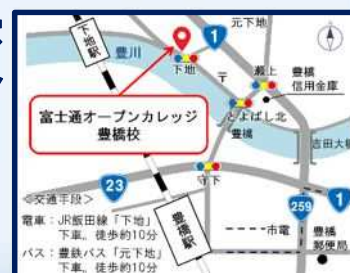 元下地
1
下地駅
豊川
下地
瀬上
豊橋
信用金庫
〒
とよばし北
豊橋
吉田大橋
富士通オープンカレッジ
豊橋校
守下
23
豊橋駅
259
1
市電
豊橋
郵便局
<交通手段>
電車：JR飯田線「下地」
下車。徒歩約10分
バス：豊鉄バス「元下地」
下車。徒歩約10分